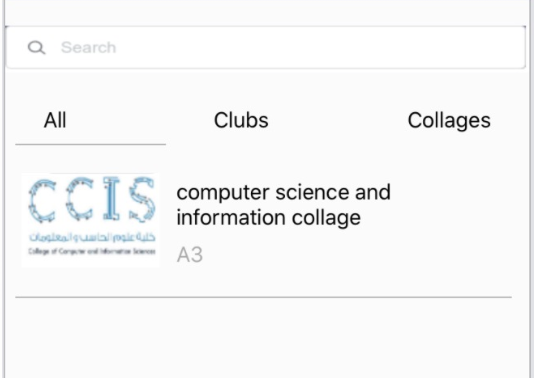 Search
All Clubs Collages
CCIS
كلية علوم الحاسب والمعلومات
College of Computer and Information Sciences
computer science and
information collage
A3